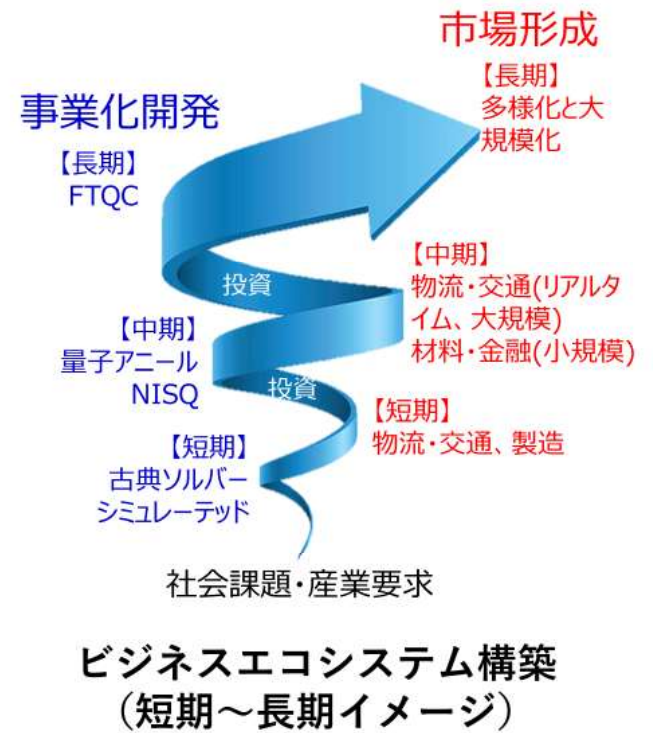 市場形成
【長期】
多様化と大
規模化
事業化開発
【長期】
FTQC
投資
【中期】
物流・交通(リアルタ
イム、大規模)
材料・金融(小規模)
【中期】
量子アニール
NISQ
投資
【短期】
物流・交通、製造
【短期】
古典ソルバー
シミュレーテッド
社会課題・産業要求
ビジネスエコシステム構築
（短期～長期イメージ）